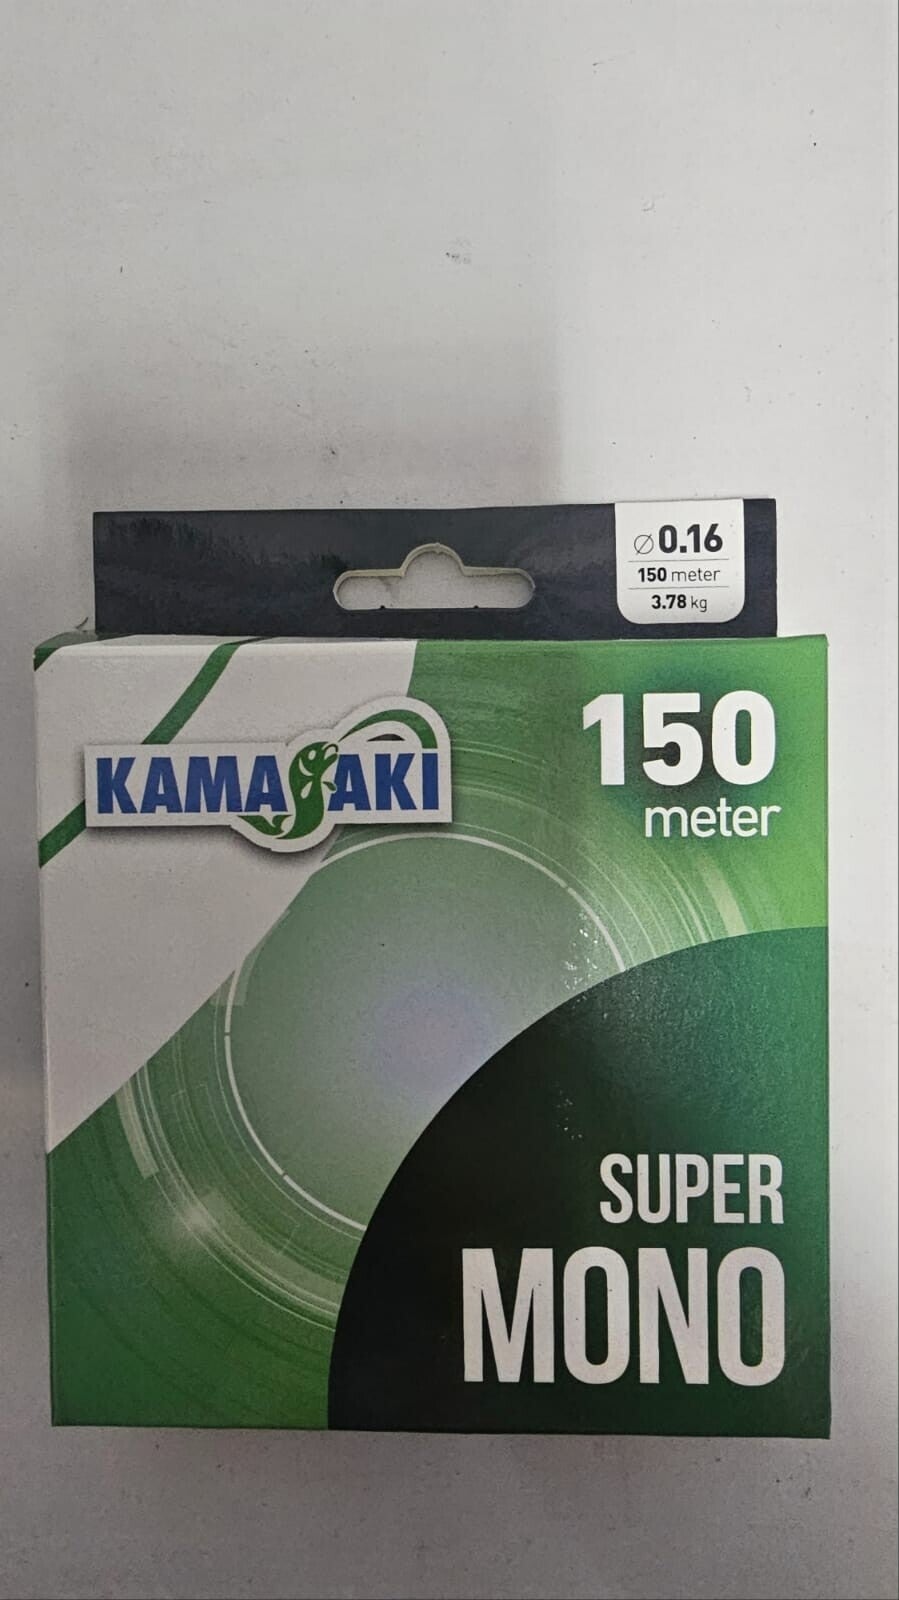 Ø 0.16
150 meter
3.78 kg
KAMASAKI
150
meter
SUPER
MONO